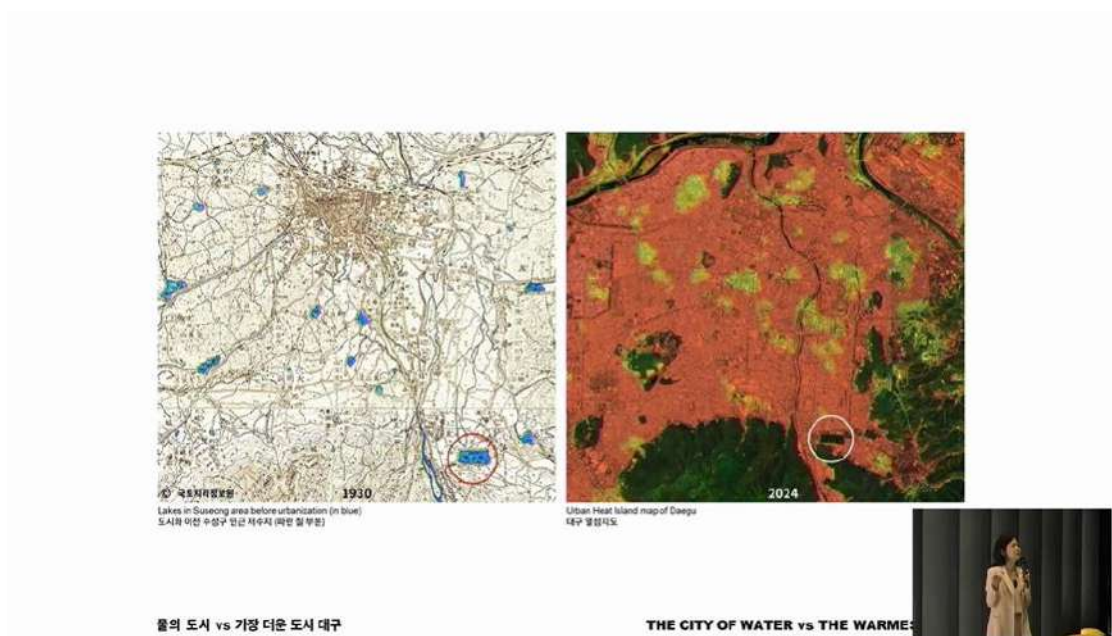 © 국토지리정보원
1930
2024
Lakes in Suseong area before urbanization (in blue)
도시화 이전 수성구 인근 저수지 (파란 칠 부분)
Urban Heat Island map of Daegu
대구 열섬지도
물의 도시 vs 가장 더운 도시 대구
THE CITY OF WATER vs THE WARMES